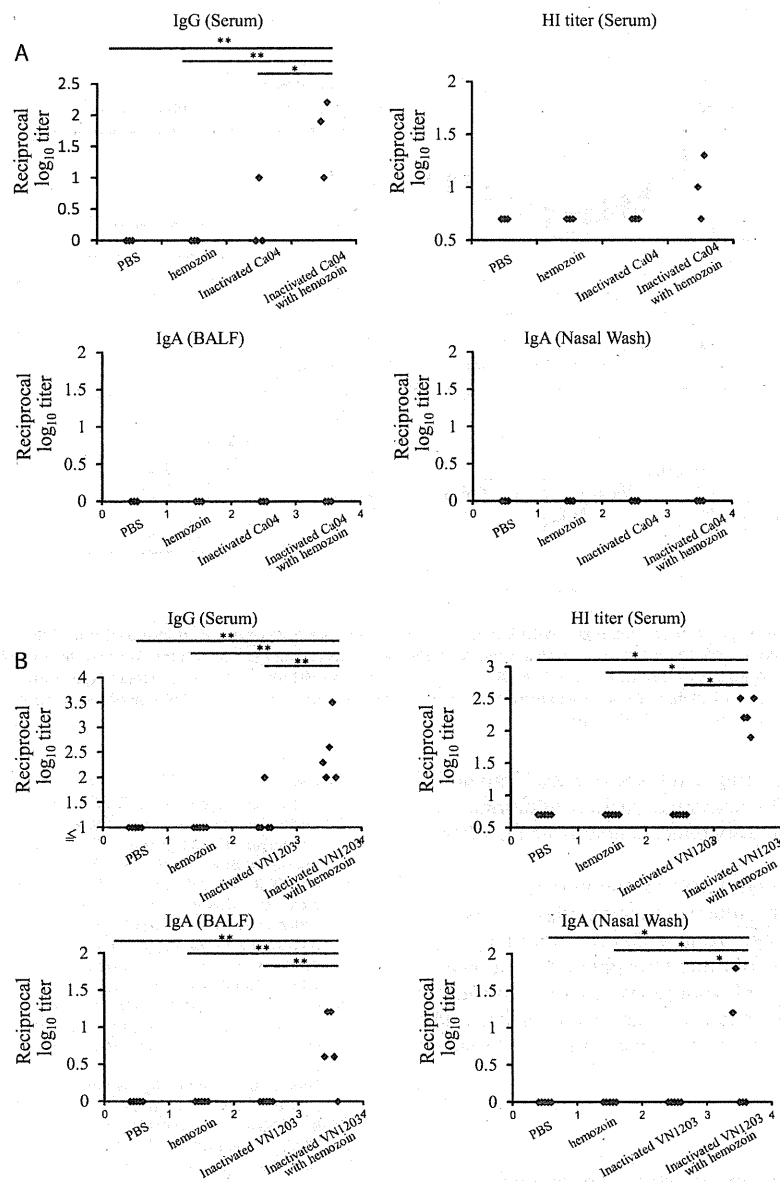 A
IgG (Serum)
**
**
*
Reciprocal
log10 titer
2.5
2
1.5
1
0.5
0
PBS
hemozoin
Inactivated Ca04
Inactivated Ca04
with hemozoin
HI titer (Serum)
Reciprocal
log10 titer
2
1.5
1
0.5
PBS
hemozoin
Inactivated Ca04
Inactivated Ca04
with hemozoin
IgA (BALF)
Reciprocal
log10 titer
2
1.5
1
0.5
0
0 1 2 3 4
PBS
hemozoin
Inactivated Ca04
Inactivated Ca04
with hemozoin
IgA (Nasal Wash)
Reciprocal
log10 titer
2
1.5
1
0.5
0
0 1 2 3 4
PBS
hemozoin
Inactivated Ca04
Inactivated Ca04
with hemozoin
B
IgG (Serum)
**
**
**
Reciprocal
log10 titer
4
3.5
3
2.5
2
1.5
≤ 1
0 1 2 3 4
PBS
hemozoin
Inactivated VN1203
Inactivated VN1203
with hemozoin
HI titer (Serum)
*
*
*
Reciprocal
log10 titer
3
2.5
2
1.5
1
0.5
0 1 2 3 4
PBS
hemozoin
Inactivated VN1203
Inactivated VN1203
with hemozoin
IgA (BALF)
**
**
**
Reciprocal
log10 titer
2
1.5
1
0.5
0
0 1 2 3 4
PBS
hemozoin
Inactivated VN1203
Inactivated VN1203
with hemozoin
IgA (Nasal Wash)
*
*
*
Reciprocal
log10 titer
2
1.5
1
0.5
0
0 1 2 3 4
PBS
hemozoin
Inactivated VN1203
Inactivated VN1203
with hemozoin